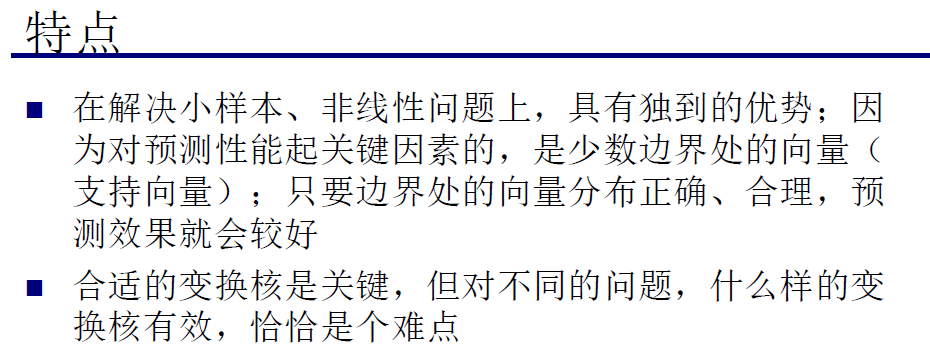 特点
在解决小样本、非线性问题上，具有独到的优势；因
为对预测性能起关键因素的，是少数边界处的向量（
支持向量）；只要边界处的向量分布正确、合理，预
测效果就会较好
合适的变换核是关键，但对不同的问题，什么样的变
换核有效，恰恰是个难点